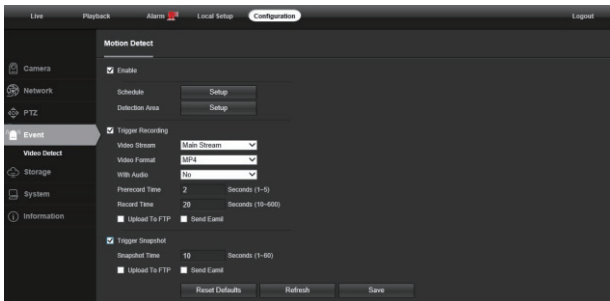 Live Playback Alarm Local Setup Configuration Logout
Motion Detect
Camera
Network
PTZ
Event
Video Detect
Storage
System
Information
Enable
Schedule Setup
Detection Area Setup
Trigger Recording
Video Stream Main Stream
Video Format MP4
With Audio No
Prerecord Time 2 Seconds (1~5)
Record Time 20 Seconds (10~600)
Upload To FTP Send Eamil
Trigger Snapshot
Snapshot Time 10 Seconds (1~60)
Upload To FTP Send Eamil
Reset Defaults Refresh Save